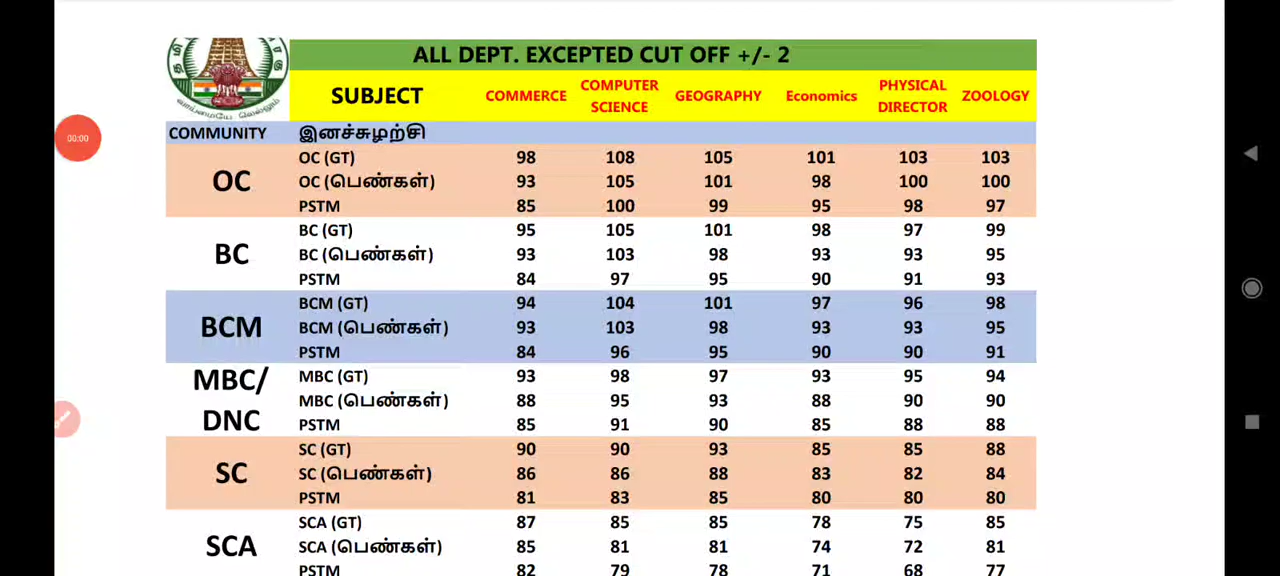 ALL DEPT. EXCEPTED CUT OFF +/- 2
SUBJECT COMMERCE COMPUTER SCIENCE GEOGRAPHY Economics PHYSICAL DIRECTOR ZOOLOGY
COMMUNITY இனச்சுழற்சி
00:00
OC
OC (GT) 98 108 105 101 103 103
OC (பெண்கள்) 93 105 101 98 100 100
PSTM 85 100 99 95 98 97
BC
BC (GT) 95 105 101 98 97 99
BC (பெண்கள்) 93 103 98 93 93 95
PSTM 84 97 95 90 91 93
BCM
BCM (GT) 94 104 101 97 96 98
BCM (பெண்கள்) 93 103 98 93 93 95
PSTM 84 96 95 90 90 91
MBC/
DNC
MBC (GT) 93 98 97 93 95 94
MBC (பெண்கள்) 88 95 93 88 90 90
PSTM 85 91 90 85 88 88
SC
SC (GT) 90 90 93 85 85 88
SC (பெண்கள்) 86 86 88 83 82 84
PSTM 81 83 85 80 80 80
SCA
SCA (GT) 87 85 85 78 75 85
SCA (பெண்கள்) 85 81 81 74 72 81
PSTM 82 79 78 71 68 77